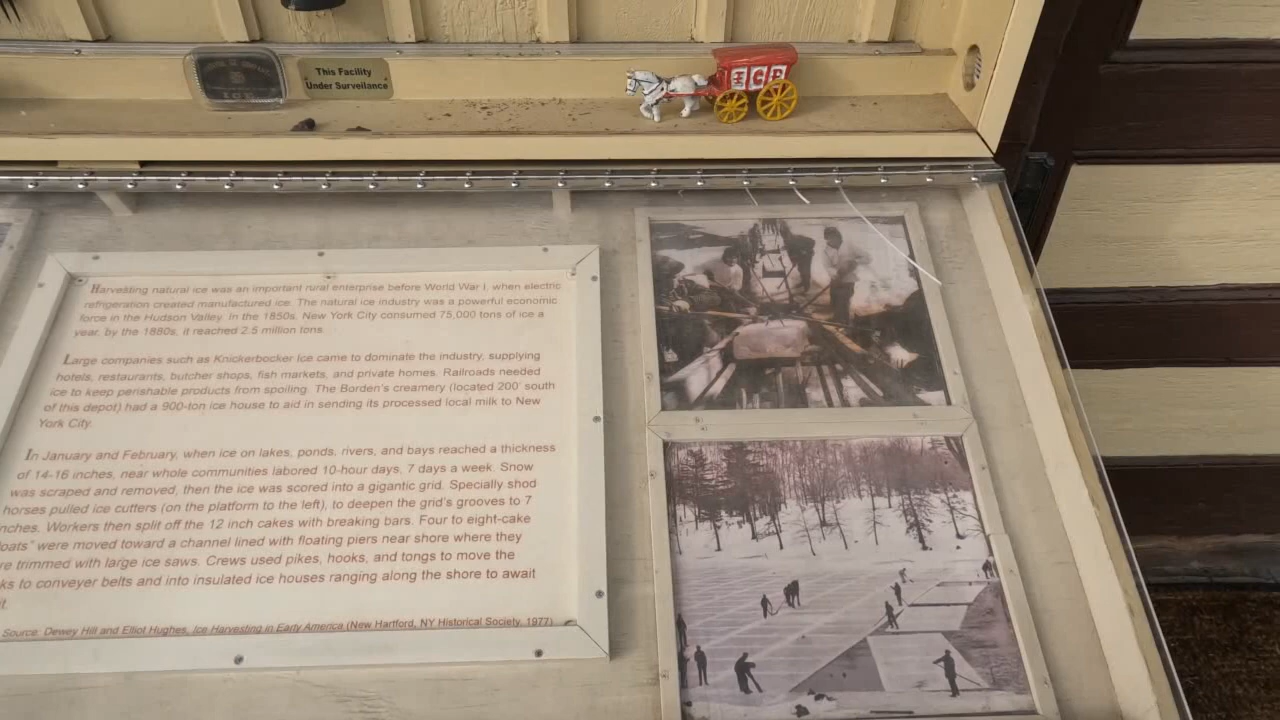 ICE
This Facility
Under Surveilance
ICE
Harvesting natural ice was an important rural enterprise before World War I, when electric
refrigeration created manufactured ice. The natural ice industry was a powerful economic
force in the Hudson Valley. In the 1850s, New York City consumed 75,000 tons of ice a
year, by the 1880s, it reached 2.5 million tons.
Large companies such as Knickerbocker Ice came to dominate the industry, supplying
hotels, restaurants, butcher shops, fish markets, and private homes. Railroads needed
ice to keep perishable products from spoiling. The Borden's creamery (located 200' south
of this depot) had a 900-ton ice house to aid in sending its processed local milk to New
York City.
In January and February, when ice on lakes, ponds, rivers, and bays reached a thickness
of 14-16 inches, near whole communities labored 10-hour days, 7 days a week. Snow
was scraped and removed, then the ice was scored into a gigantic grid. Specially shod
horses pulled ice cutters (on the platform to the left), to deepen the grid's grooves to 7
nches. Workers then split off the 12 inch cakes with breaking bars. Four to eight-cake
oats" were moved toward a channel lined with floating piers near shore where they
re trimmed with large ice saws. Crews used pikes, hooks, and tongs to move the
ks to conveyer belts and into insulated ice houses ranging along the shore to await
it.
Source: Dewey Hill and Elliot Hughes, Ice Harvesting in Early America (New Hartford, NY Historical Society, 1977)